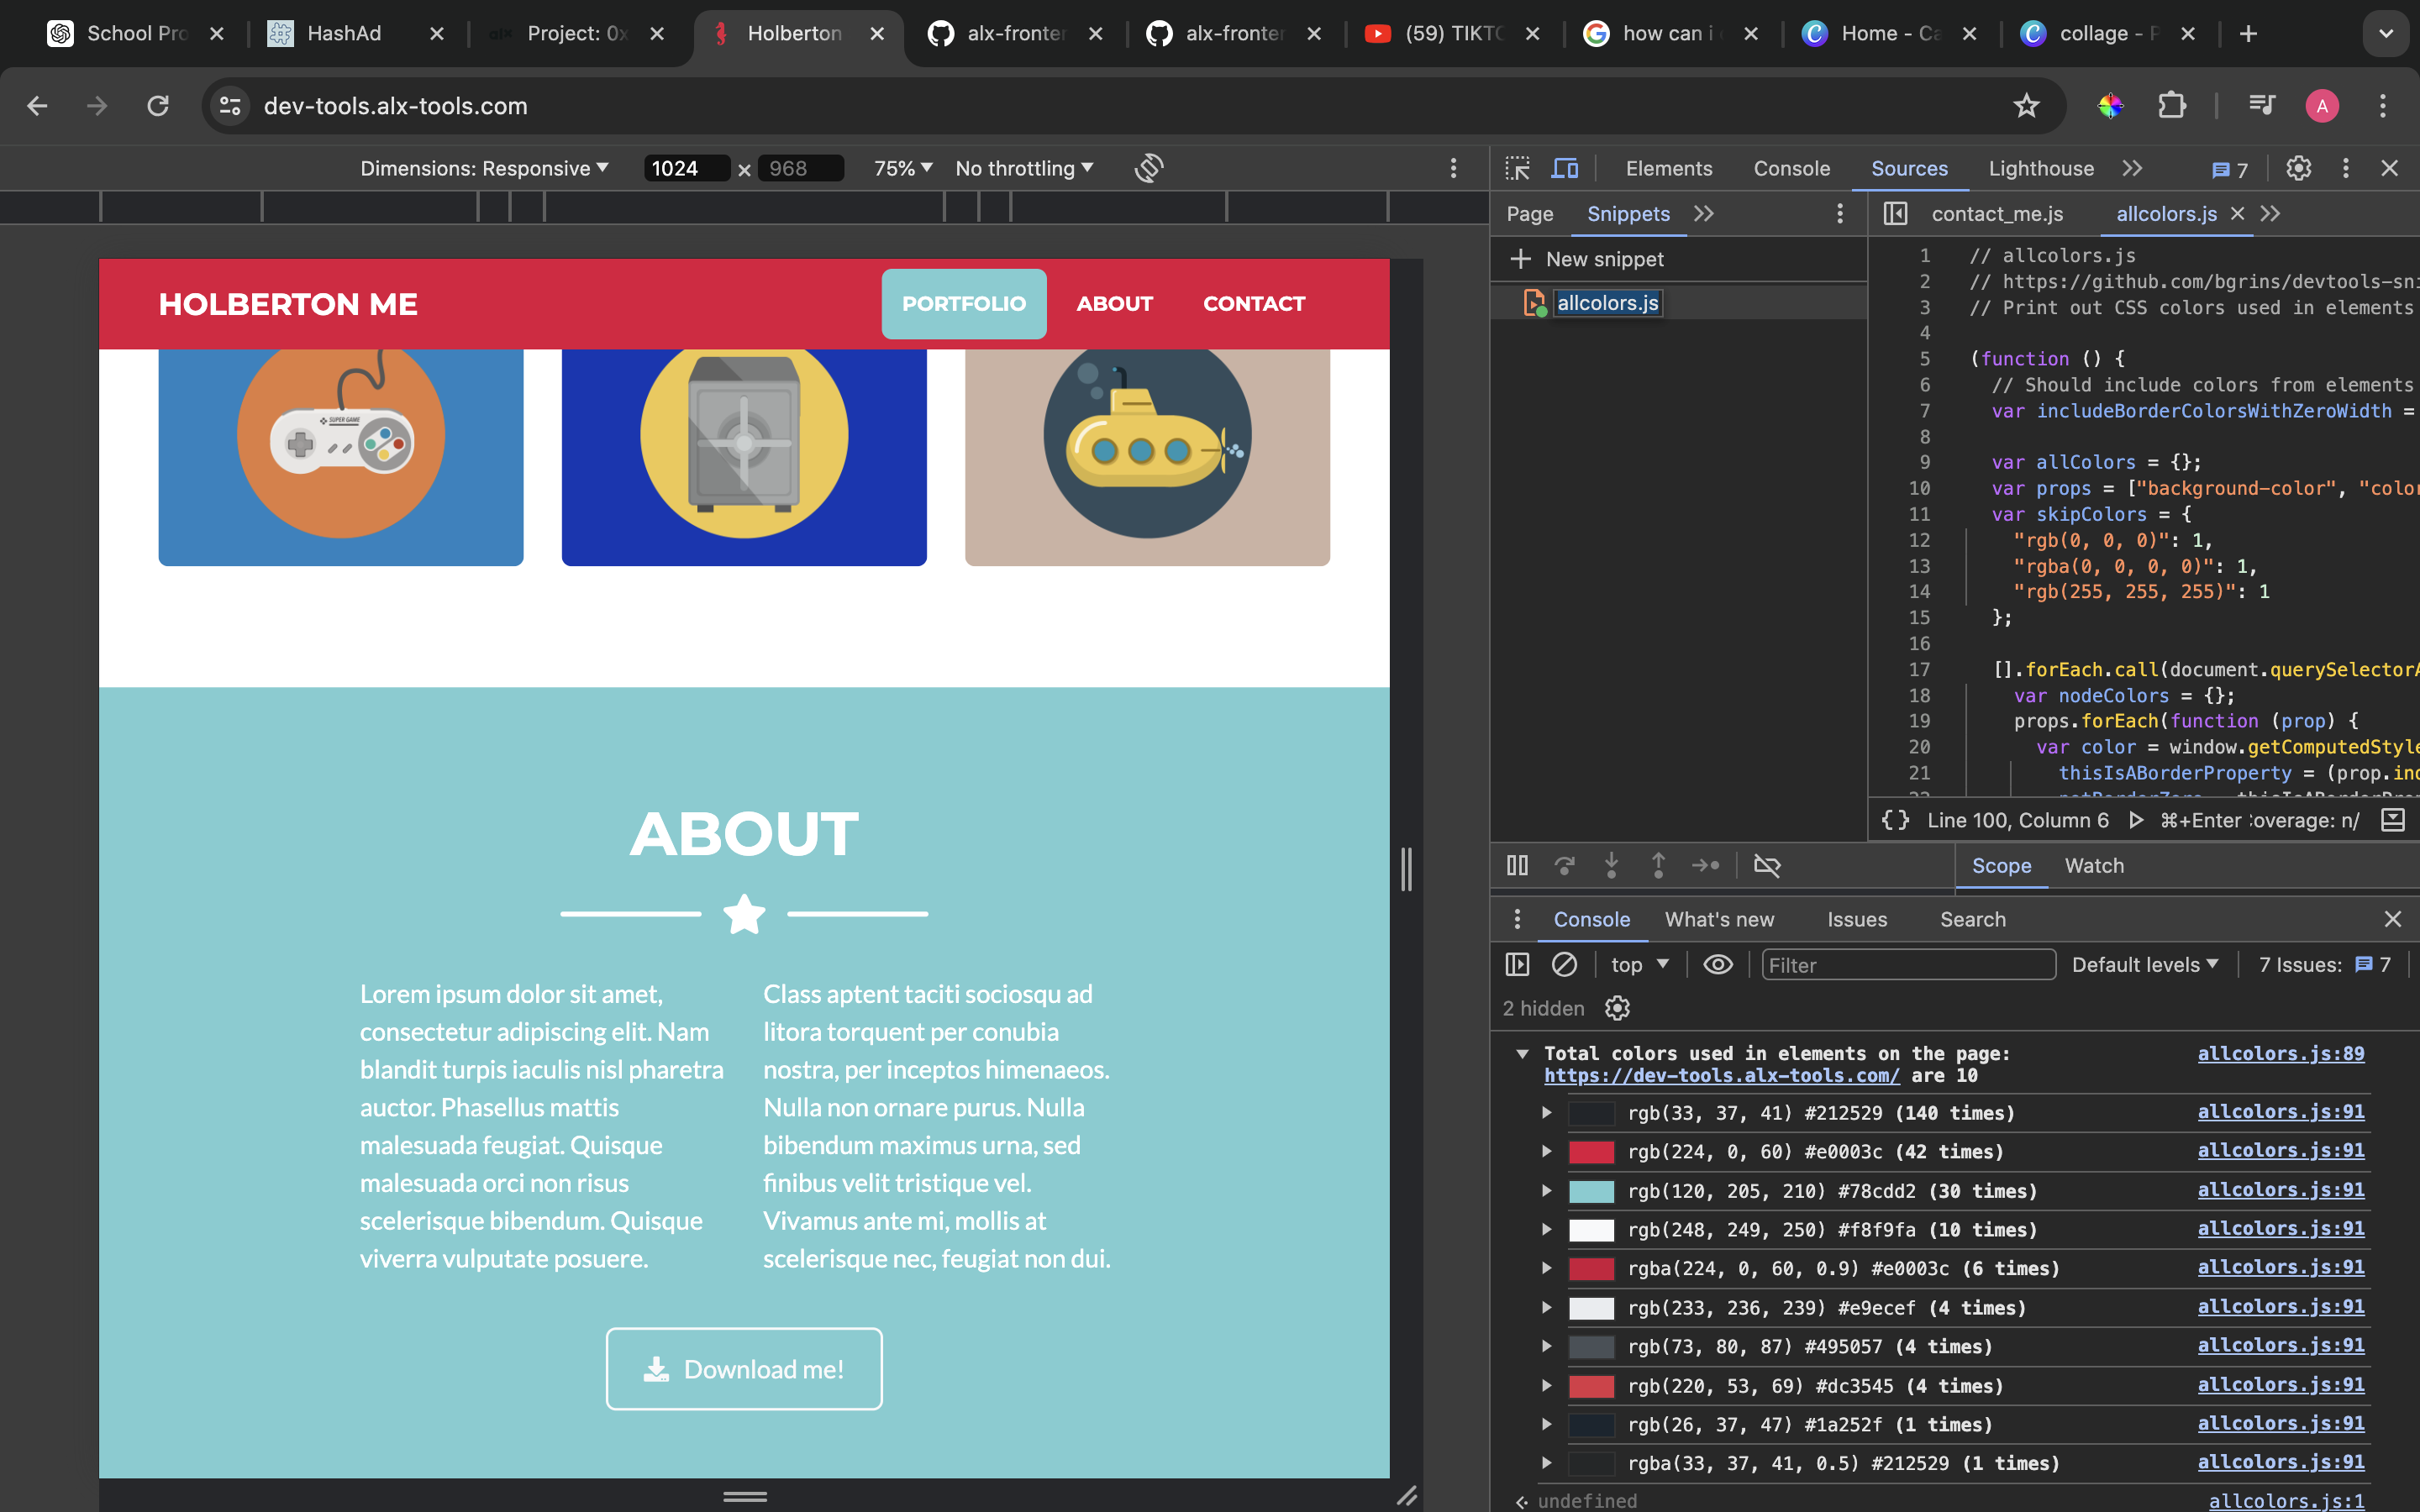 School Pro
HashAd
alx
Project: 0x
Holberton
alx-fronter
alx-fronter
(59) TIKTO
how can i
Home - Ca
collage - P
dev-tools.alx-tools.com
A
Dimensions: Responsive
1024
×
968
75%
No throttling
Elements
Console
Sources
Lighthouse
7
Page
Snippets
contact_me.js
allcolors.js
New snippet
allcolors.js
HOLBERTON ME
PORTFOLIO
ABOUT
CONTACT
SUPER GAME
1 // allcolors.js
2 // https://github.com/bgrins/devtools-sni
3 // Print out CSS colors used in elements
4
5 (function () {
6 // Should include colors from elements
7 var includeBorderColorsWithZeroWidth =
8
9 var allColors = {};
10 var props = ["background-color", "color
11 var skipColors = {
12 "rgb(0, 0, 0)": 1,
13 "rgba(0, 0, 0, 0)": 1,
14 "rgb(255, 255, 255)": 1
15 };
16
17 [].forEach.call(document.querySelectorA
18 var nodeColors = {};
19 props.forEach(function (prop) {
20 var color = window.getComputedStyle
21 thisIsABorderProperty = (prop.ind
{ } Line 100, Column 6 ⌘+Enter overage: n/
Scope
Watch
Console
What's new
Issues
Search
top
Filter
Default levels
7 Issues: 7
2 hidden
Total colors used in elements on the page: allcolors.js:89
https://dev-tools.alx-tools.com/ are 10
rgb(33, 37, 41) #212529 (140 times) allcolors.js:91
rgb(224, 0, 60) #e0003c (42 times) allcolors.js:91
rgb(120, 205, 210) #78cdd2 (30 times) allcolors.js:91
rgb(248, 249, 250) #f8f9fa (10 times) allcolors.js:91
rgba(224, 0, 60, 0.9) #e0003c (6 times) allcolors.js:91
rgb(233, 236, 239) #e9ecef (4 times) allcolors.js:91
rgb(73, 80, 87) #495057 (4 times) allcolors.js:91
rgb(220, 53, 69) #dc3545 (4 times) allcolors.js:91
rgb(26, 37, 47) #1a252f (1 times) allcolors.js:91
rgba(33, 37, 41, 0.5) #212529 (1 times) allcolors.js:91
undefined allcolors.js:1
ABOUT
Lorem ipsum dolor sit amet,
consectetur adipiscing elit. Nam
blandit turpis iaculis nisl pharetra
auctor. Phasellus mattis
malesuada feugiat. Quisque
malesuada orci non risus
scelerisque bibendum. Quisque
viverra vulputate posuere.
Class aptent taciti sociosqu ad
litora torquent per conubia
nostra, per inceptos himenaeos.
Nulla non ornare purus. Nulla
bibendum maximus urna, sed
finibus velit tristique vel.
Vivamus ante mi, mollis at
scelerisque nec, feugiat non dui.
Download me!